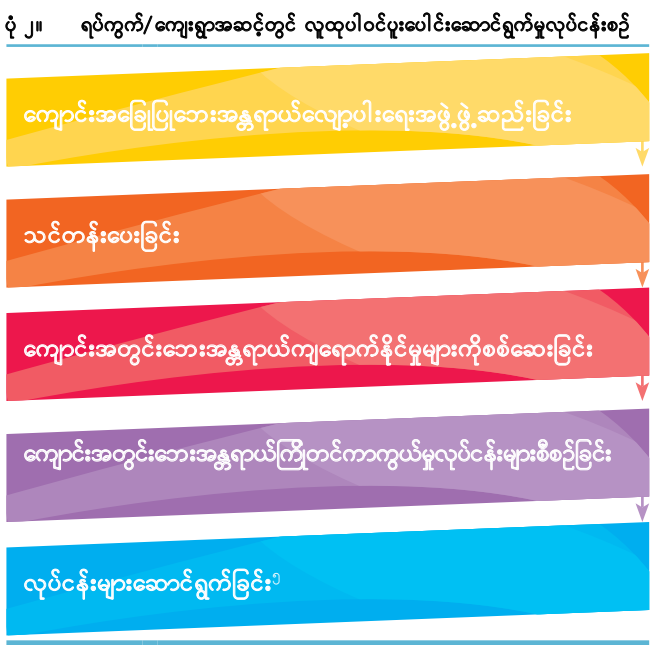 ပုံ ၂။ ရပ်ကွက်/ကျေးရွာအဆင့်တွင် လူထုပါဝင်ပူးပေါင်းဆောင်ရွက်မှုလုပ်ငန်းစဉ်
ကျောင်းအခြေပြုဘေးအန္တရာယ်လျော့ပါးရေးအဖွဲ့ဖွဲ့ဆည်းခြင်း
သင်တန်းပေးခြင်း
ကျောင်းအတွင်းဘေးအန္တရာယ်ကျရောက်နိုင်မှုများကိုစစ်ဆေးခြင်း
ကျောင်းအတွင်းဘေးအန္တရာယ်ကြိုတင်ကာကွယ်မှုလုပ်ငန်းများစီစဉ်ခြင်း
လုပ်ငန်းများဆောင်ရွက်ခြင်း၅